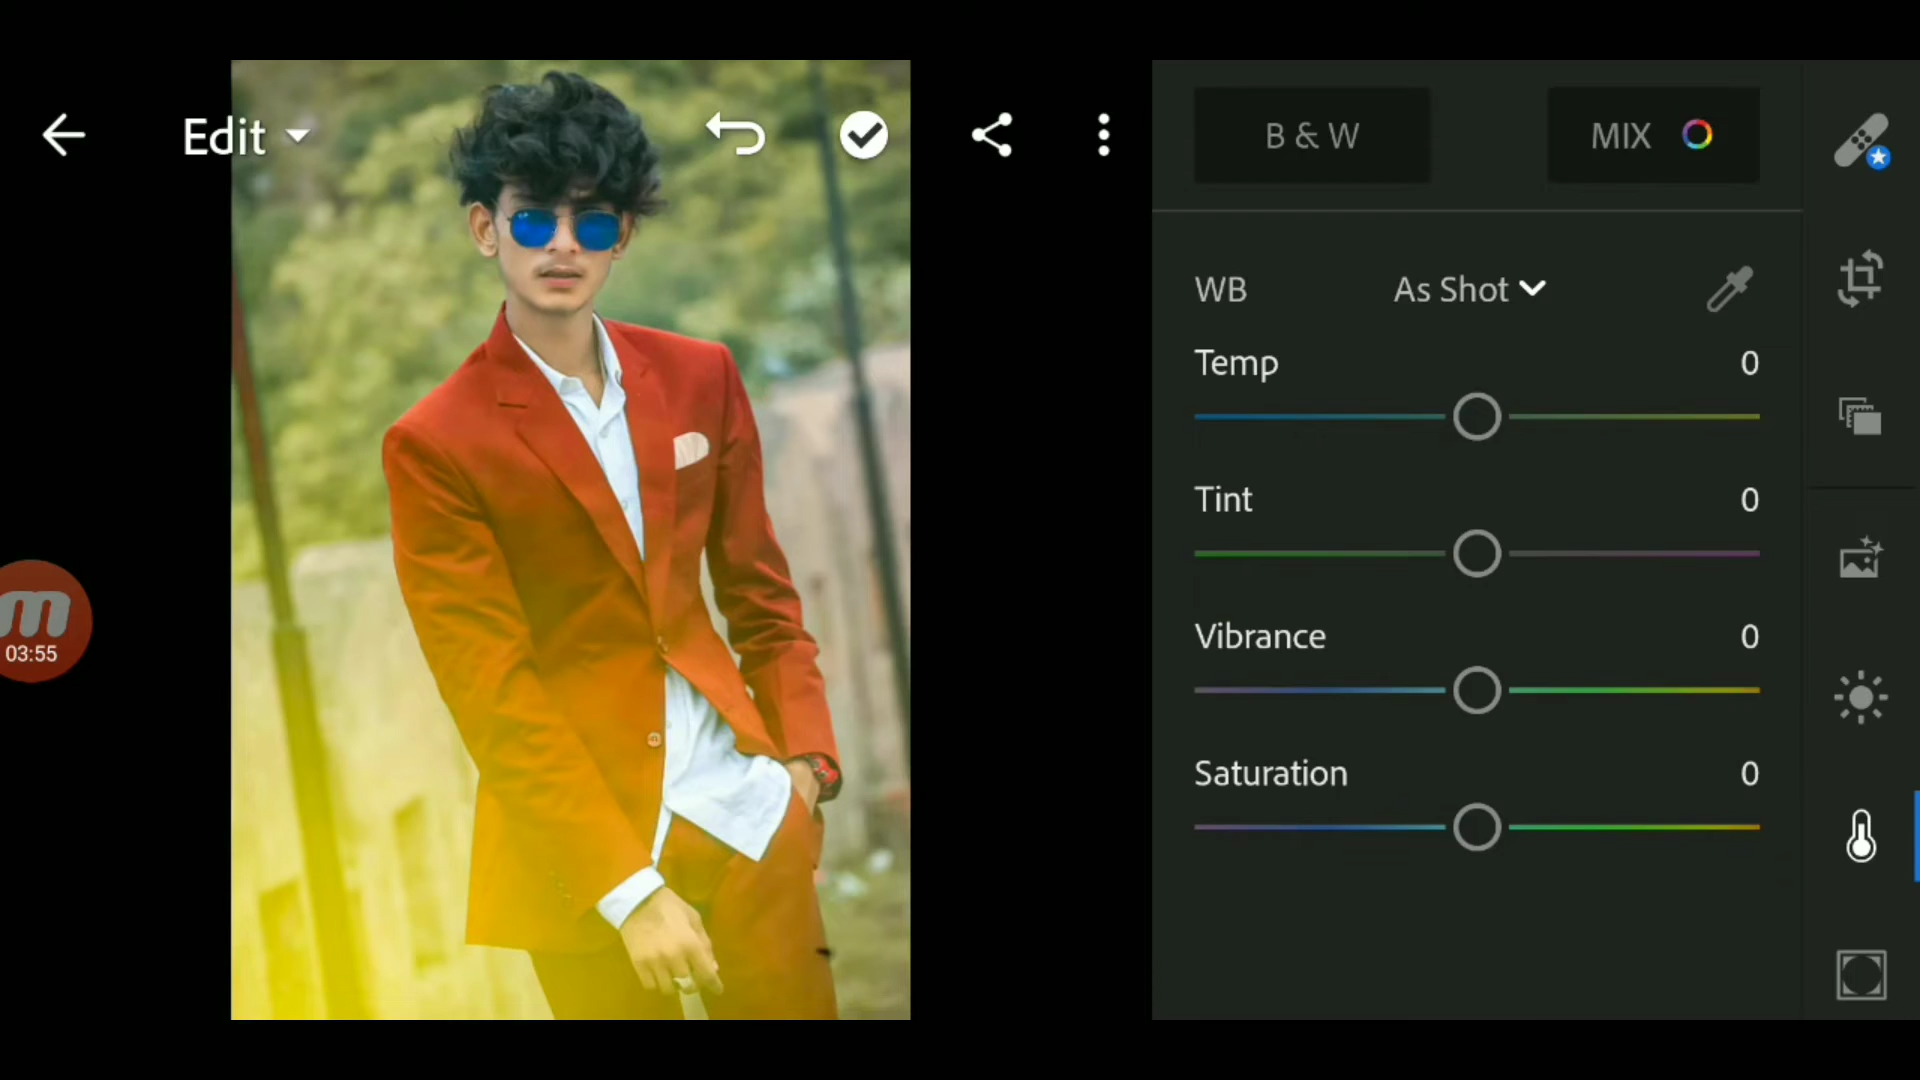 Edit
B & W
MIX
WB
As Shot
Temp
0
Tint
0
Vibrance
0
Saturation
0
m
03:55